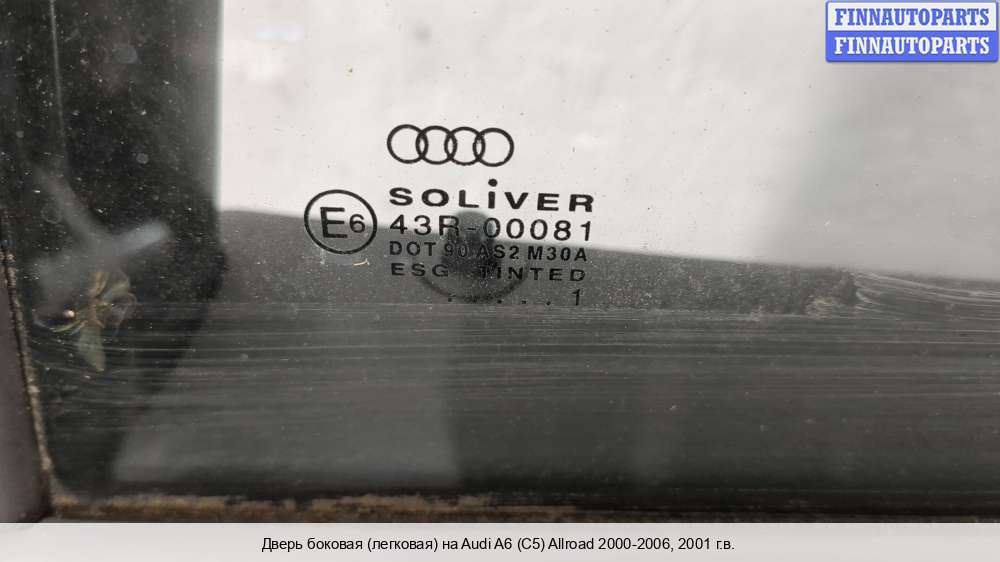 FINNAUTOPARTS
FINNAUTOPARTS
SOLiVER
E6 43R-00081
DOT 90 AS2 M30A
ESG TINTED
. . . . . 1
Дверь боковая (легковая) на Audi A6 (C5) Allroad 2000-2006, 2001 г.в.